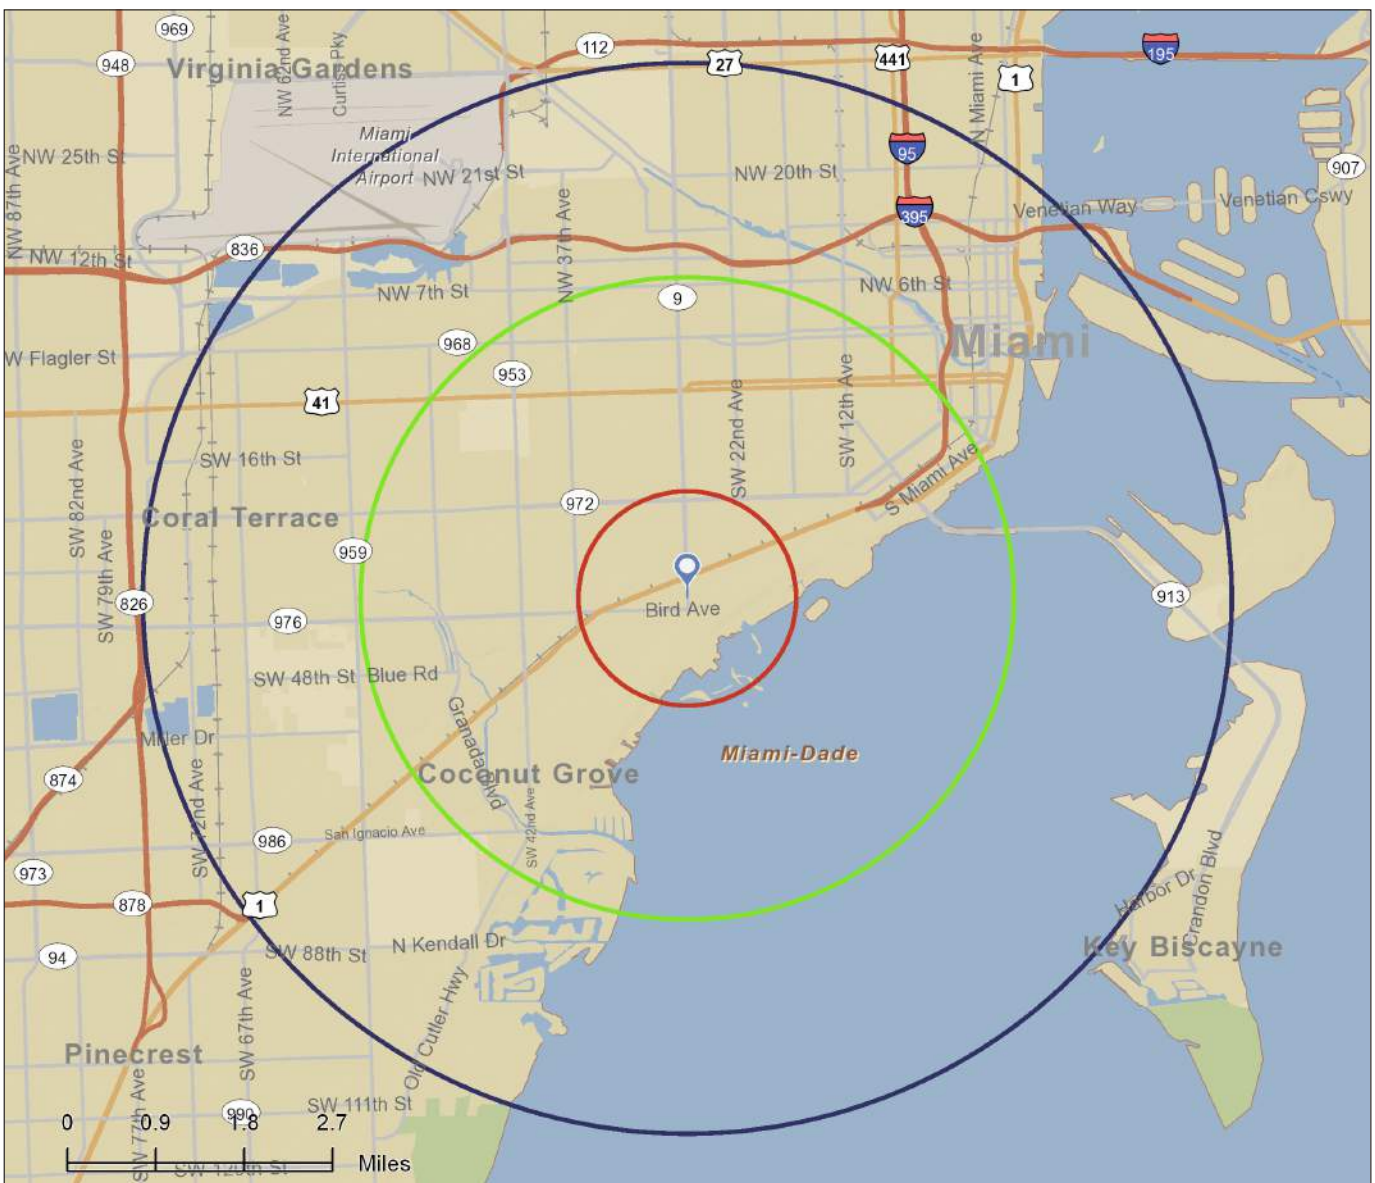 969
112
27
441
195
948
Virginia Gardens
NW 62nd Ave
Curtiss Pky
N Miami Ave
1
Miami
International
Airport
NW 25th St
NW 21st St
NW 20th St
95
907
NW 87th Ave
395
Venetian Way
Venetian Cswy
836
NW 12th St
NW 37th Ave
NW 7th St
9
NW 6th St
W Flagler St
968
Miami
953
41
SW 22nd Ave
SW 12th Ave
SW 16th St
SW 82nd Ave
S Miami Ave
972
Coral Terrace
959
SW 79th Ave
826
976
Bird Ave
913
SW 48th St
Blue Rd
Granada Blvd
Miller Dr
Miami-Dade
874
Coconut Grove
SW 72nd Ave
SW 42nd Ave
986
San Ignacio Ave
973
Crandon Blvd
Harbor Dr
878
1
94
SW 88th St
N Kendall Dr
Key Biscayne
SW 67th Ave
Old Cutler Hwy
Pinecrest
SW 77th Ave
990
SW 111th St
0 0.9 1.8 2.7
Miles